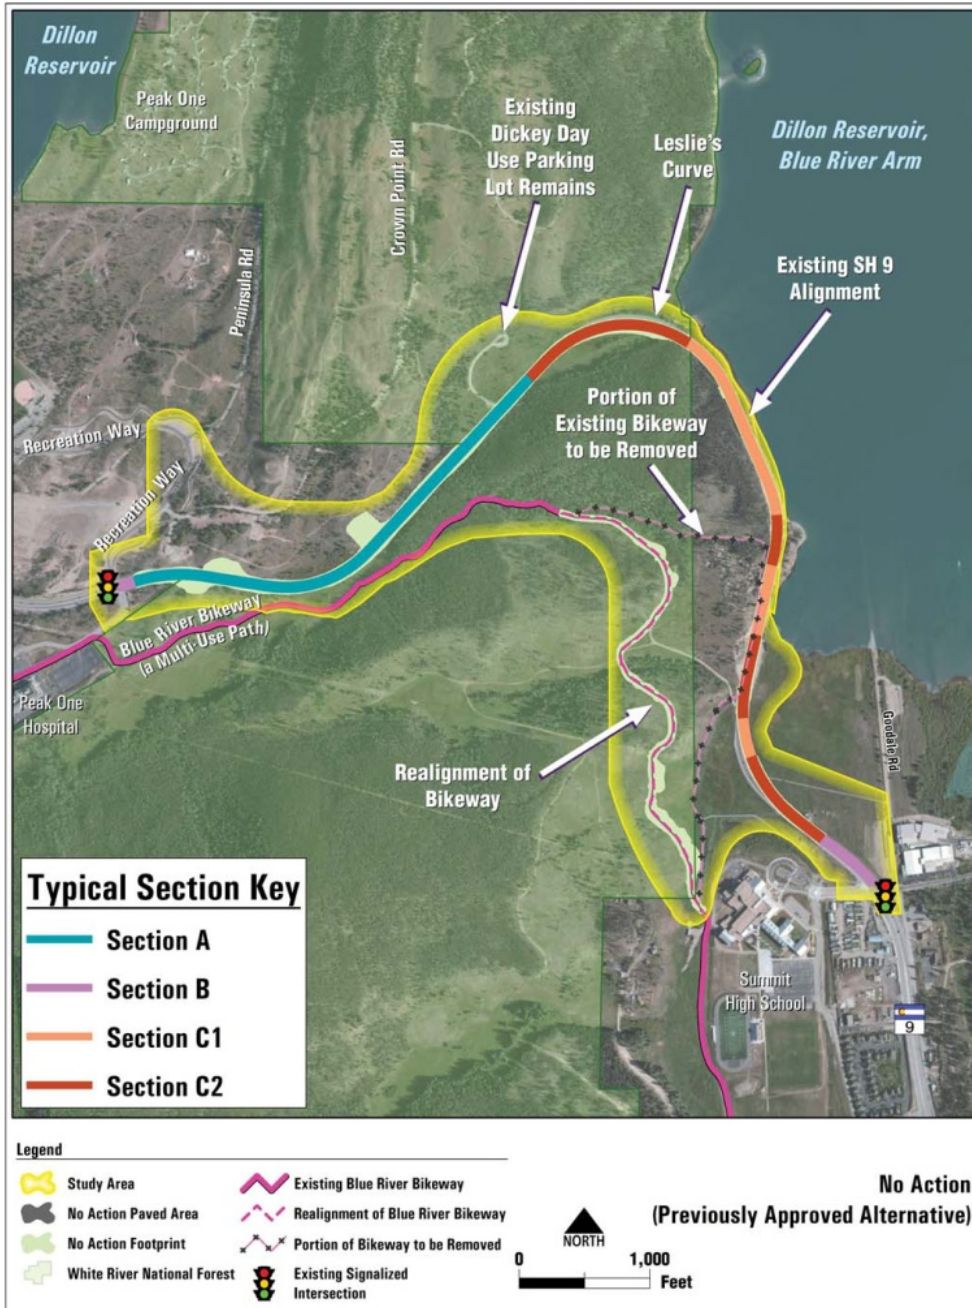 Dillon
Reservoir
Peak One
Campground
Existing
Dickey Day
Use Parking
Lot Remains
Leslie's
Curve
Dillon Reservoir,
Blue River Arm
Crown Point Rd
Peninsula Rd
Existing SH 9
Alignment
Portion of
Existing Bikeway
to be Removed
Recreation Way
Recreation Way
Blue River Bikeway
(a Multi-Use Path)
Peak One
Hospital
Goodale Rd
Realignment of
Bikeway
Summit
High School
9
Typical Section Key
Section A
Section B
Section C1
Section C2
Legend
Study Area
No Action Paved Area
No Action Footprint
White River National Forest
Existing Blue River Bikeway
Realignment of Blue River Bikeway
Portion of Bikeway to be Removed
Existing Signalized
Intersection
NORTH
0 1,000
Feet
No Action
(Previously Approved Alternative)